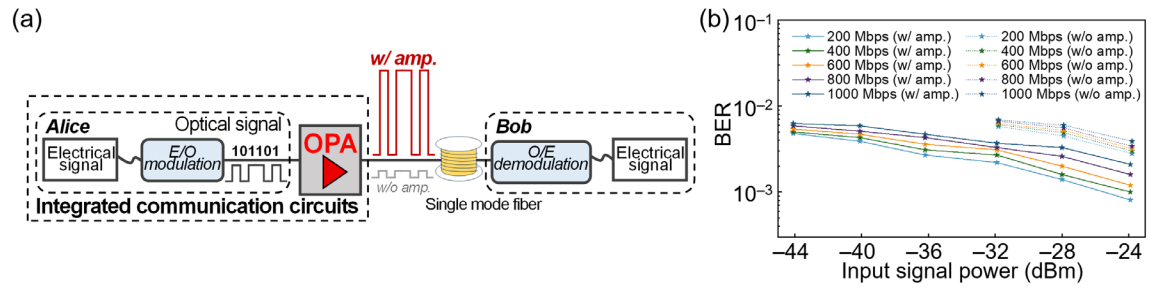 (a)
w/ amp.
Alice
Optical signal
Electrical
signal
E/O
modulation
101101
OPA
w/o amp.
Bob
O/E
demodulation
Electrical
signal
Integrated communication circuits
Single mode fiber
(b)
10⁻¹
10⁻²
10⁻³
BER
200 Mbps (w/ amp.)
400 Mbps (w/ amp.)
600 Mbps (w/ amp.)
800 Mbps (w/ amp.)
1000 Mbps (w/ amp.)
200 Mbps (w/o amp.)
400 Mbps (w/o amp.)
600 Mbps (w/o amp.)
800 Mbps (w/o amp.)
1000 Mbps (w/o amp.)
–44 –40 –36 –32 –28 –24
Input signal power (dBm)